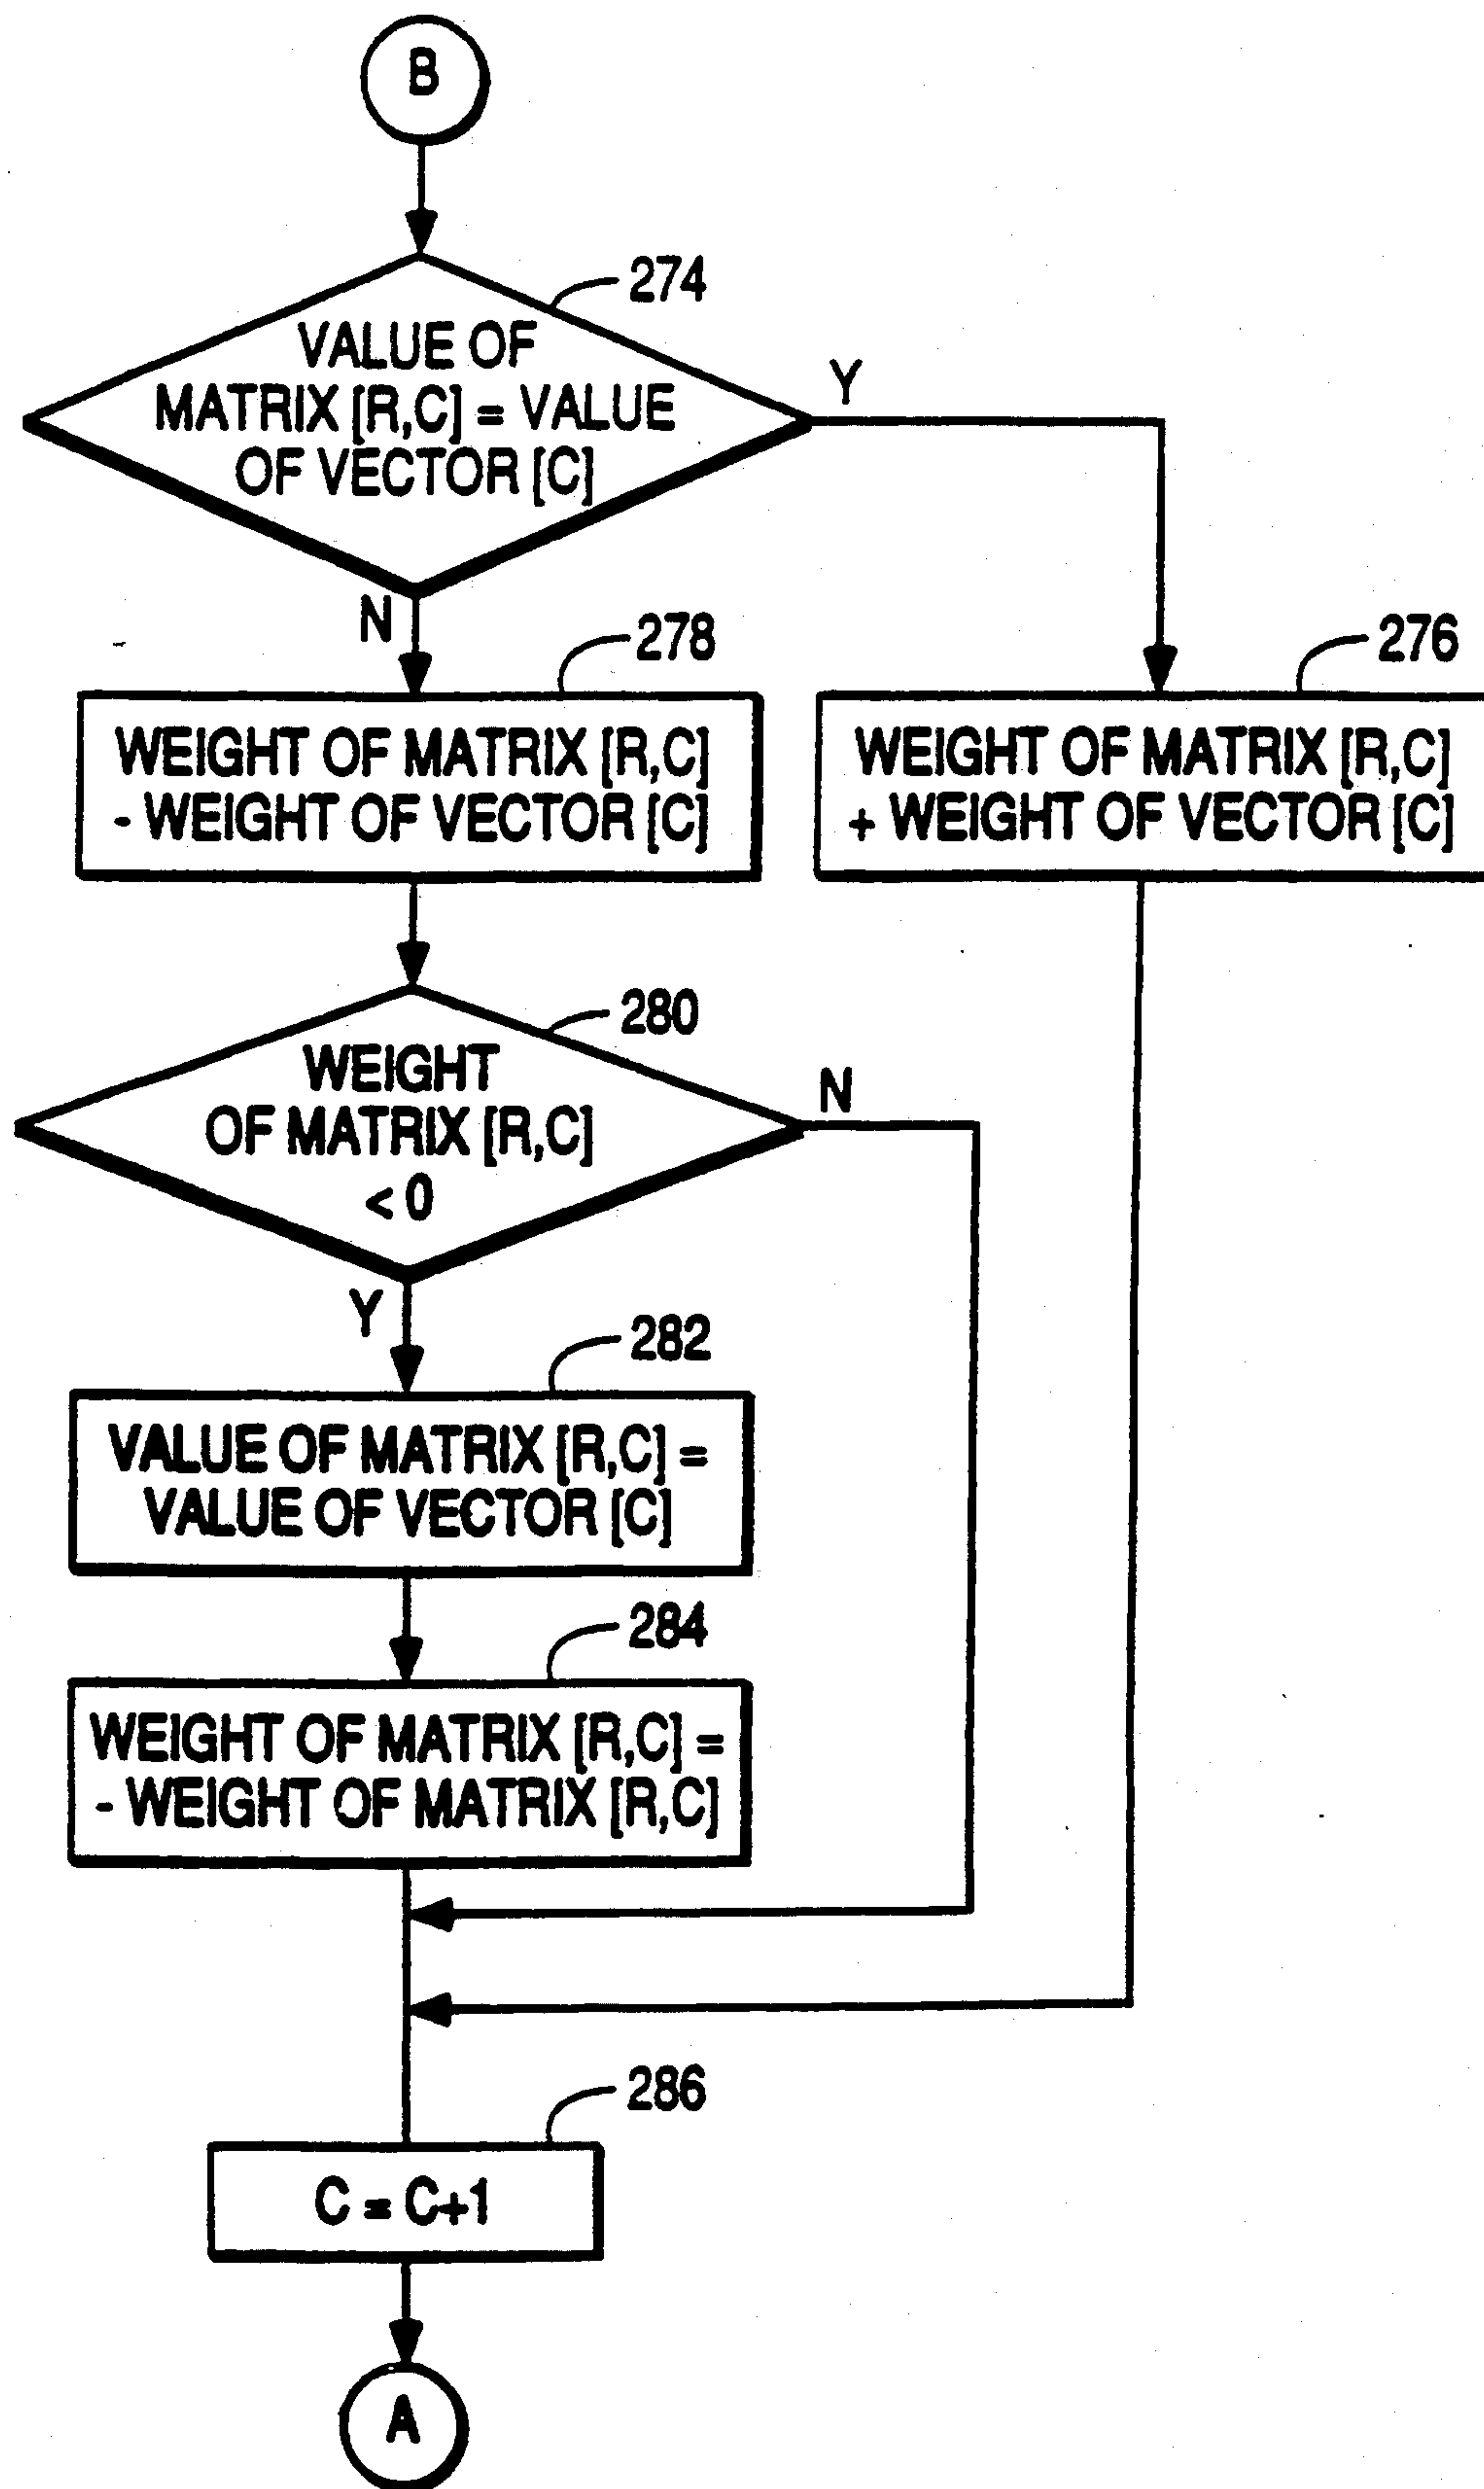 B
274
VALUE OF
MATRIX [R,C] = VALUE
OF VECTOR [C]
Y
N
278
276
WEIGHT OF MATRIX [R,C]
- WEIGHT OF VECTOR [C]
WEIGHT OF MATRIX [R,C]
+ WEIGHT OF VECTOR [C]
280
WEIGHT
OF MATRIX [R,C]
< 0
N
Y
282
VALUE OF MATRIX [R,C] =
VALUE OF VECTOR [C]
284
WEIGHT OF MATRIX [R,C] =
- WEIGHT OF MATRIX [R,C]
286
C = C+1
A